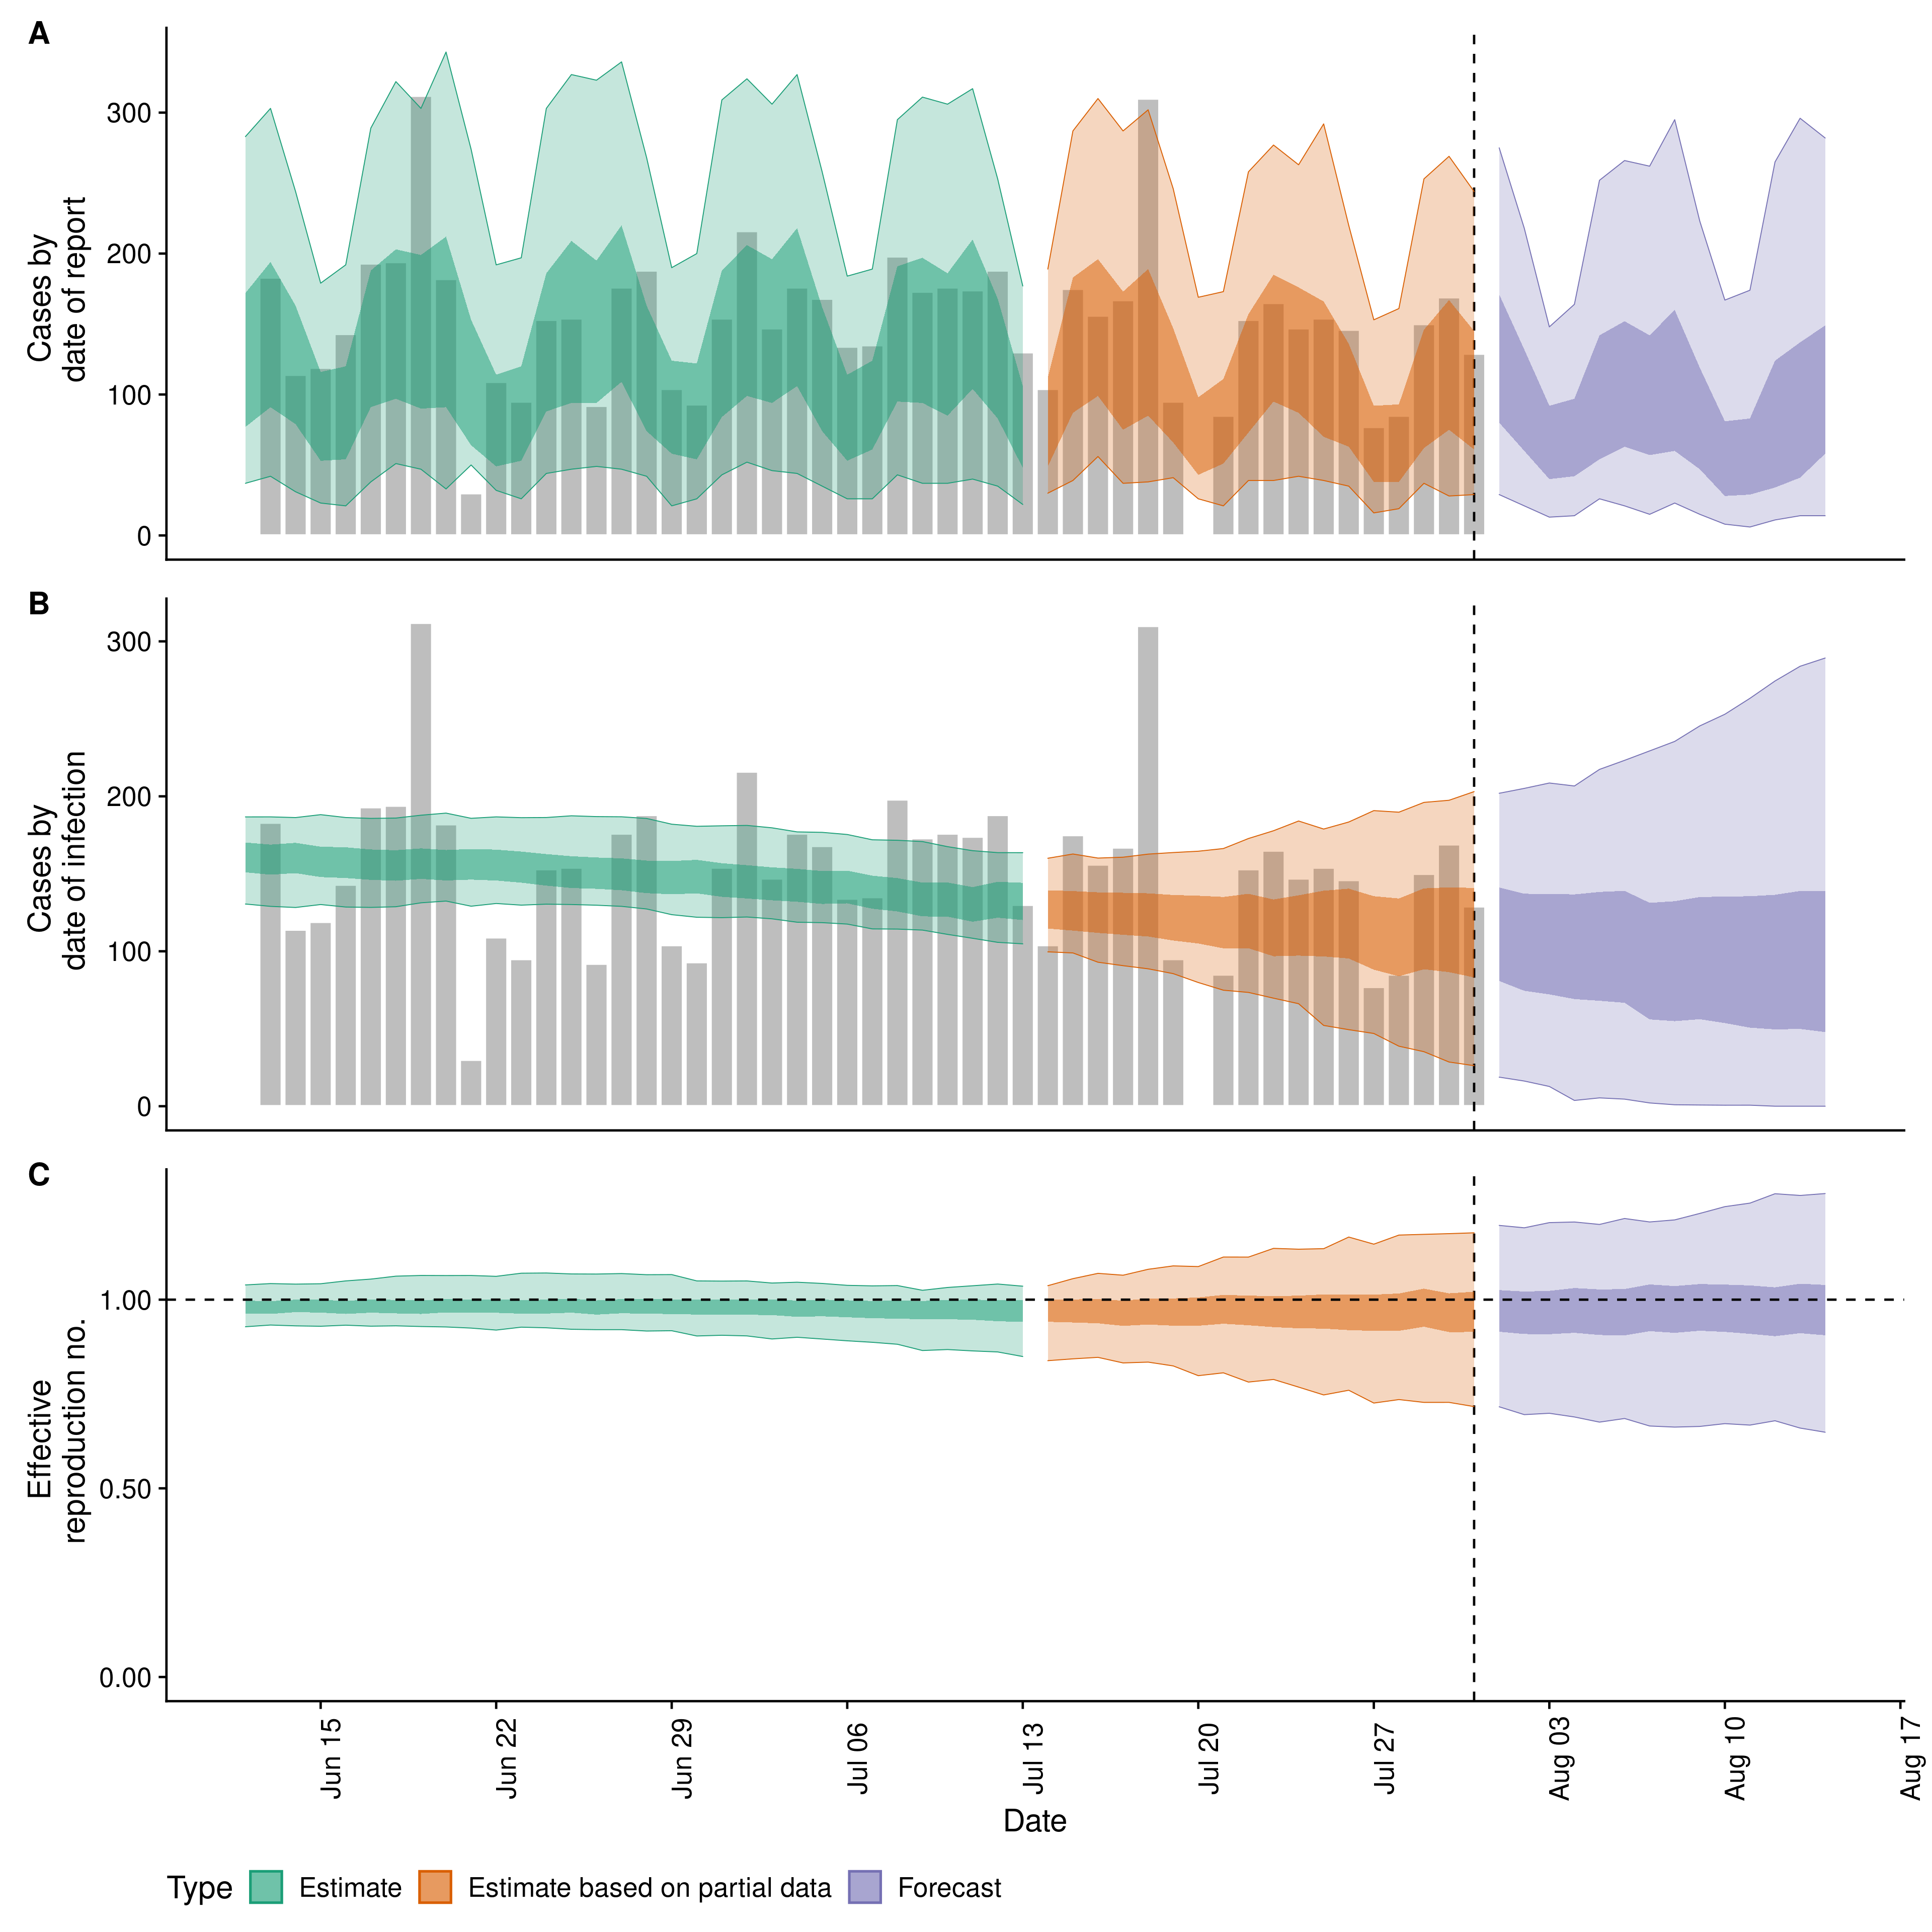 A
Cases by
date of report
300
200
100
0
B
Cases by
date of infection
300
200
100
0
C
Effective
reproduction no.
1.00
0.50
0.00
Jun 15
Jun 22
Jun 29
Jul 06
Jul 13
Jul 20
Jul 27
Aug 03
Aug 10
Aug 17
Date
Type Estimate Estimate based on partial data Forecast